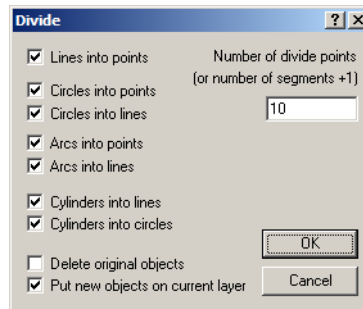 Divide
Lines into points
Number of divide points
(or number of segments +1)
Circles into points
Circles into lines
10
Arcs into points
Arcs into lines
Cylinders into lines
Cylinders into circles
OK
Delete original objects
Put new objects on current layer
Cancel